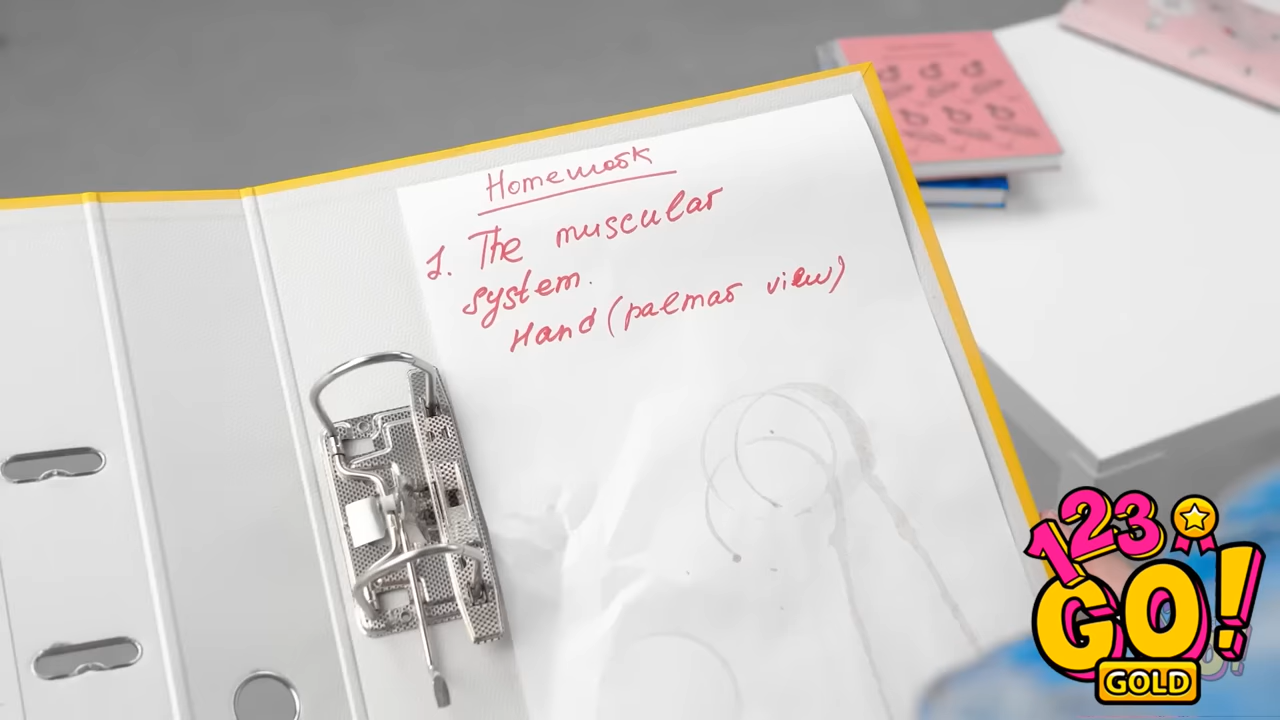 Homework
1. The muscular
system.
Hand (palmar view)
123
GO!
GOLD